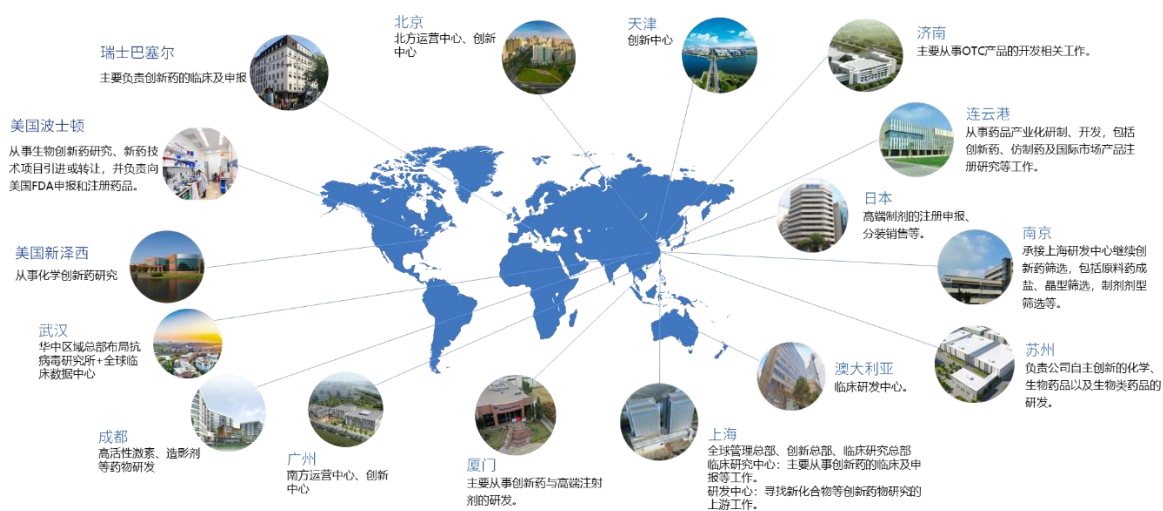 北京
北方运营中心、创新
中心
天津
创新中心
济南
主要从事OTC产品的开发相关工作。
瑞士巴塞尔
主要负责创新药的临床及申报
连云港
从事药品产业化研制、开发，包括
创新药、仿制药及国际市场产品注
册研究等工作。
美国波士顿
从事生物创新药研究、新药技
术项目引进或转让，并负责向
美国FDA申报和注册药品。
日本
高端制剂的注册申报、
分装销售等。
南京
承接上海研发中心继续创
新药筛选，包括原料药成
盐、晶型筛选，制剂剂型
筛选等。
美国新泽西
从事化学创新药研究
武汉
华中区域总部布局抗
病毒研究所+全球临
床数据中心
苏州
负责公司自主创新的化学、
生物药品以及生物类药品的
研发。
澳大利亚
临床研发中心。
成都
高活性激素、造影剂
等药物研发
广州
南方运营中心、创新
中心
厦门
主要从事创新药与高端注射
剂的研发。
上海
全球管理总部、创新总部、临床研究总部
临床研究中心：主要从事创新药的临床及申
报等工作。
研发中心：寻找新化合物等创新药物研究的
上游工作。